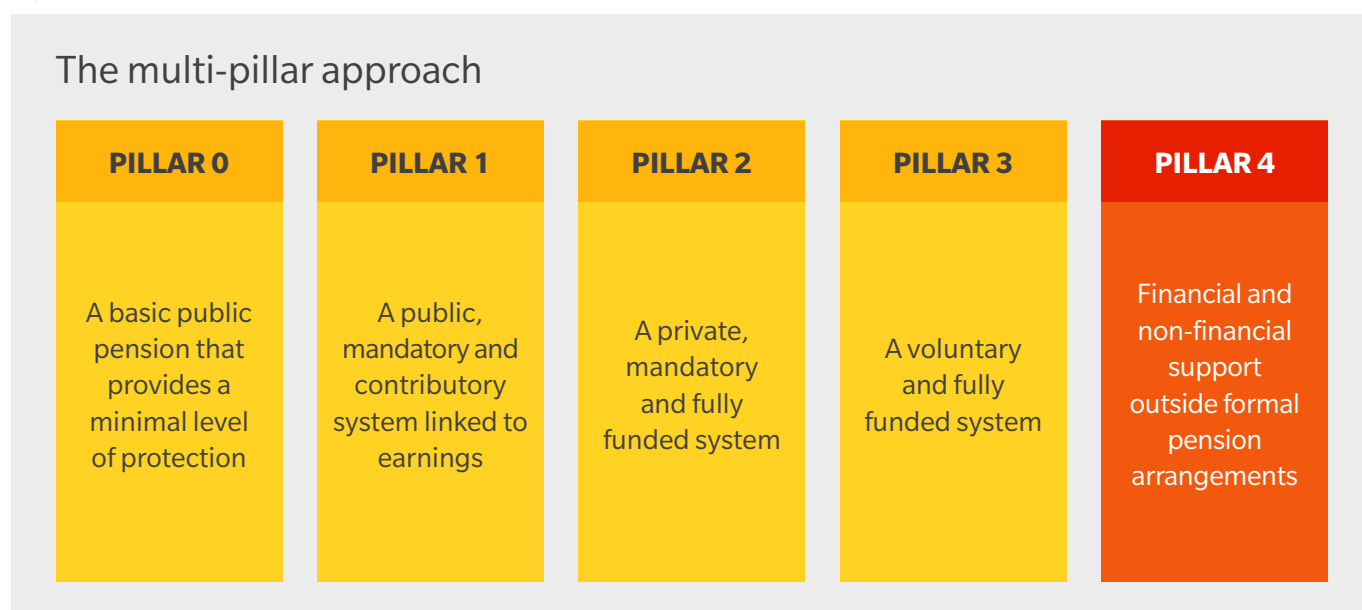 The multi-pillar approach
PILLAR 0
A basic public
pension that
provides a
minimal level
of protection
PILLAR 1
A public,
mandatory and
contributory
system linked to
earnings
PILLAR 2
A private,
mandatory
and fully
funded system
PILLAR 3
A voluntary
and fully
funded system
PILLAR 4
Financial and
non-financial
support
outside formal
pension
arrangements